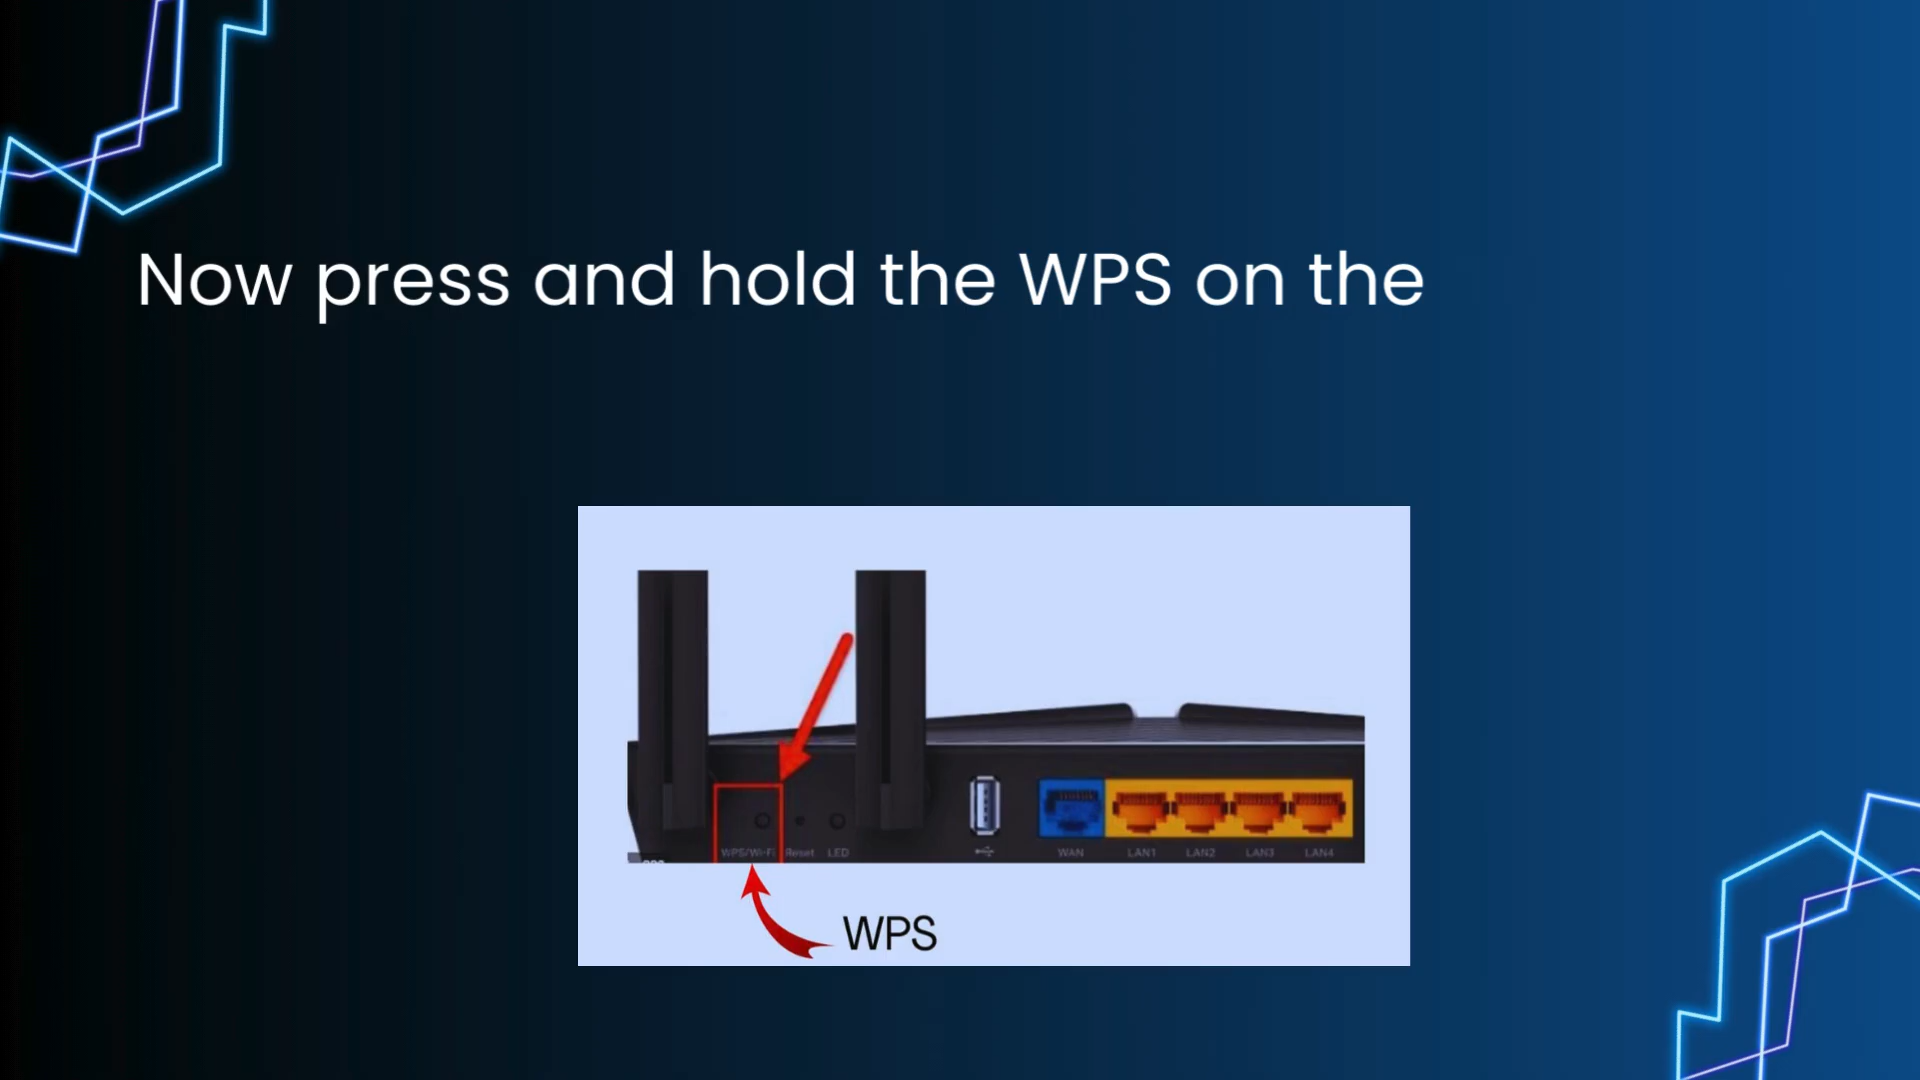 Now press and hold the WPS on the
WPS/Wi-Fi Reset LED WAN LAN1 LAN2 LAN3 LAN4
WPS